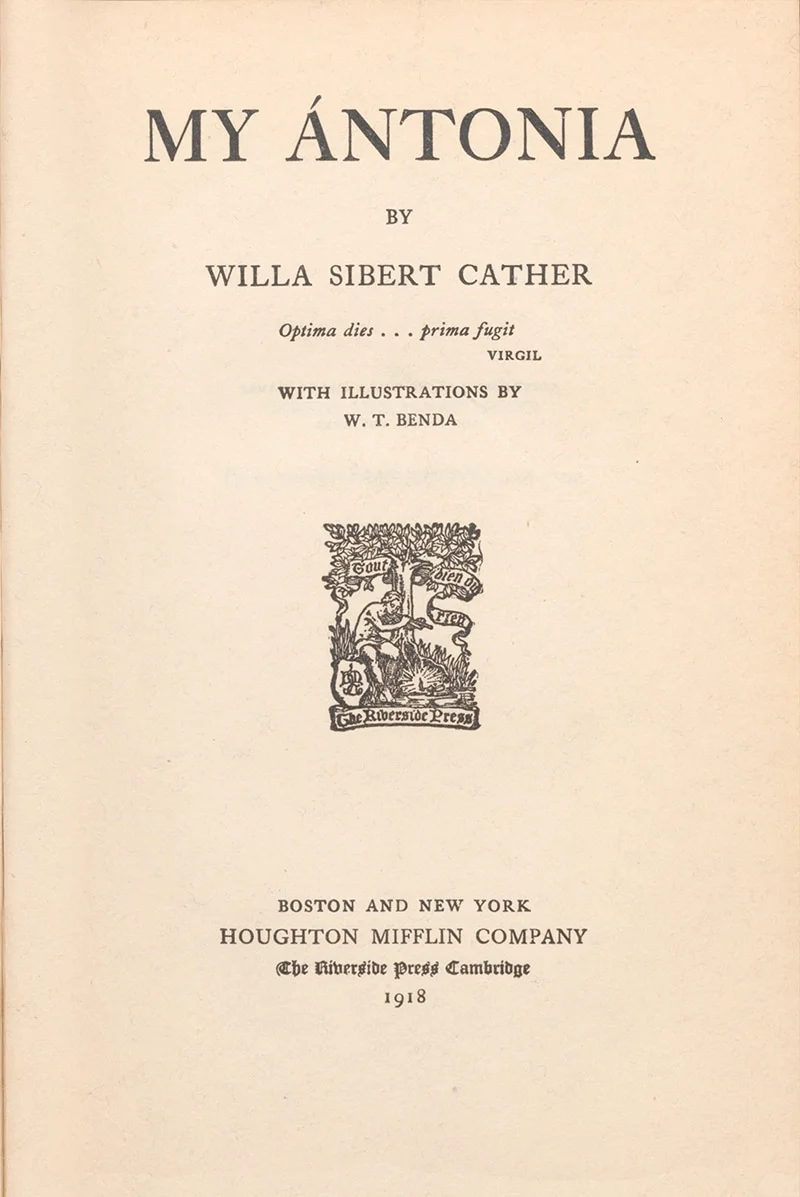 MY ÁNTONIA
BY
WILLA SIBERT CATHER
Optima dies . . . prima fugit
VIRGIL
WITH ILLUSTRATIONS BY
W. T. BENDA
Tout
bien ou
rien
The Riverside Press
BOSTON AND NEW YORK
HOUGHTON MIFFLIN COMPANY
The Riverside Press Cambridge
1918